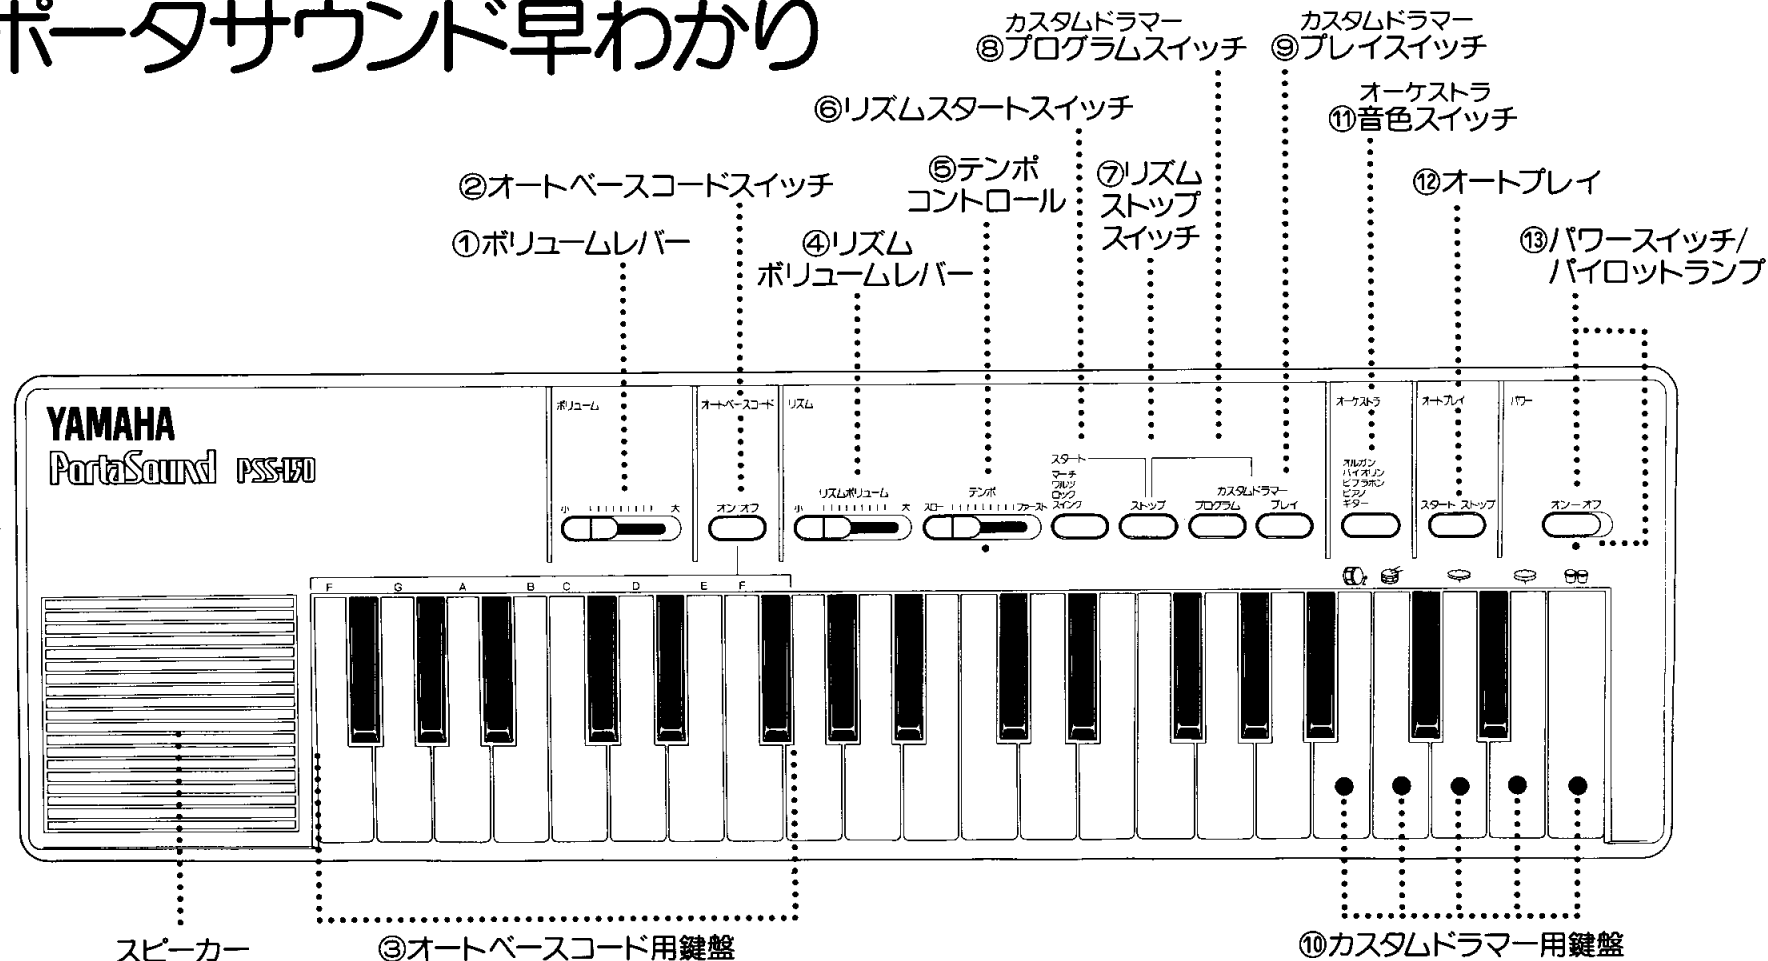 ポータサウンド早わかり
カスタムドラマー
⑧プログラムスイッチ
カスタムドラマー
⑨プレイスイッチ
⑥リズムスタートスイッチ
オーケストラ
⑪音色スイッチ
②オートベースコードスイッチ
⑤テンポ
コントロール
⑦リズム
ストップ
スイッチ
⑫オートプレイ
①ボリュームレバー
④リズム
ボリュームレバー
⑬パワースイッチ/
パイロットランプ
YAMAHA
PortaSound PSS-150
ボリューム
小 大
オートベースコード
オン オフ
リズム
リズムボリューム
小 大
テンポ
スロー ファースト
スタート
マーチ
ワルツ
ロック
スイング
ストップ
カスタムドラマー
プログラム
プレイ
オーケストラ
オルガン
バイオリン
ビブラホン
ピアノ
ギター
オートプレイ
スタート ストップ
パワー
オン オフ
F G A B C D E F
スピーカー
③オートベースコード用鍵盤
⑩カスタムドラマー用鍵盤